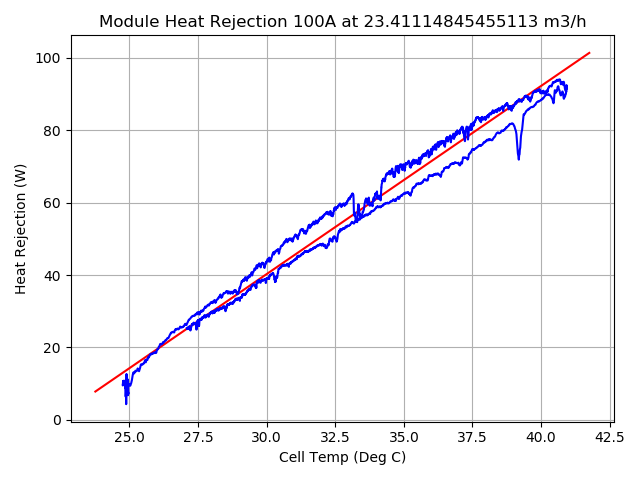 Module Heat Rejection 100A at 23.41114845455113 m3/h
100
80
60
40
20
0
Heat Rejection (W)
25.0 27.5 30.0 32.5 35.0 37.5 40.0 42.5
Cell Temp (Deg C)